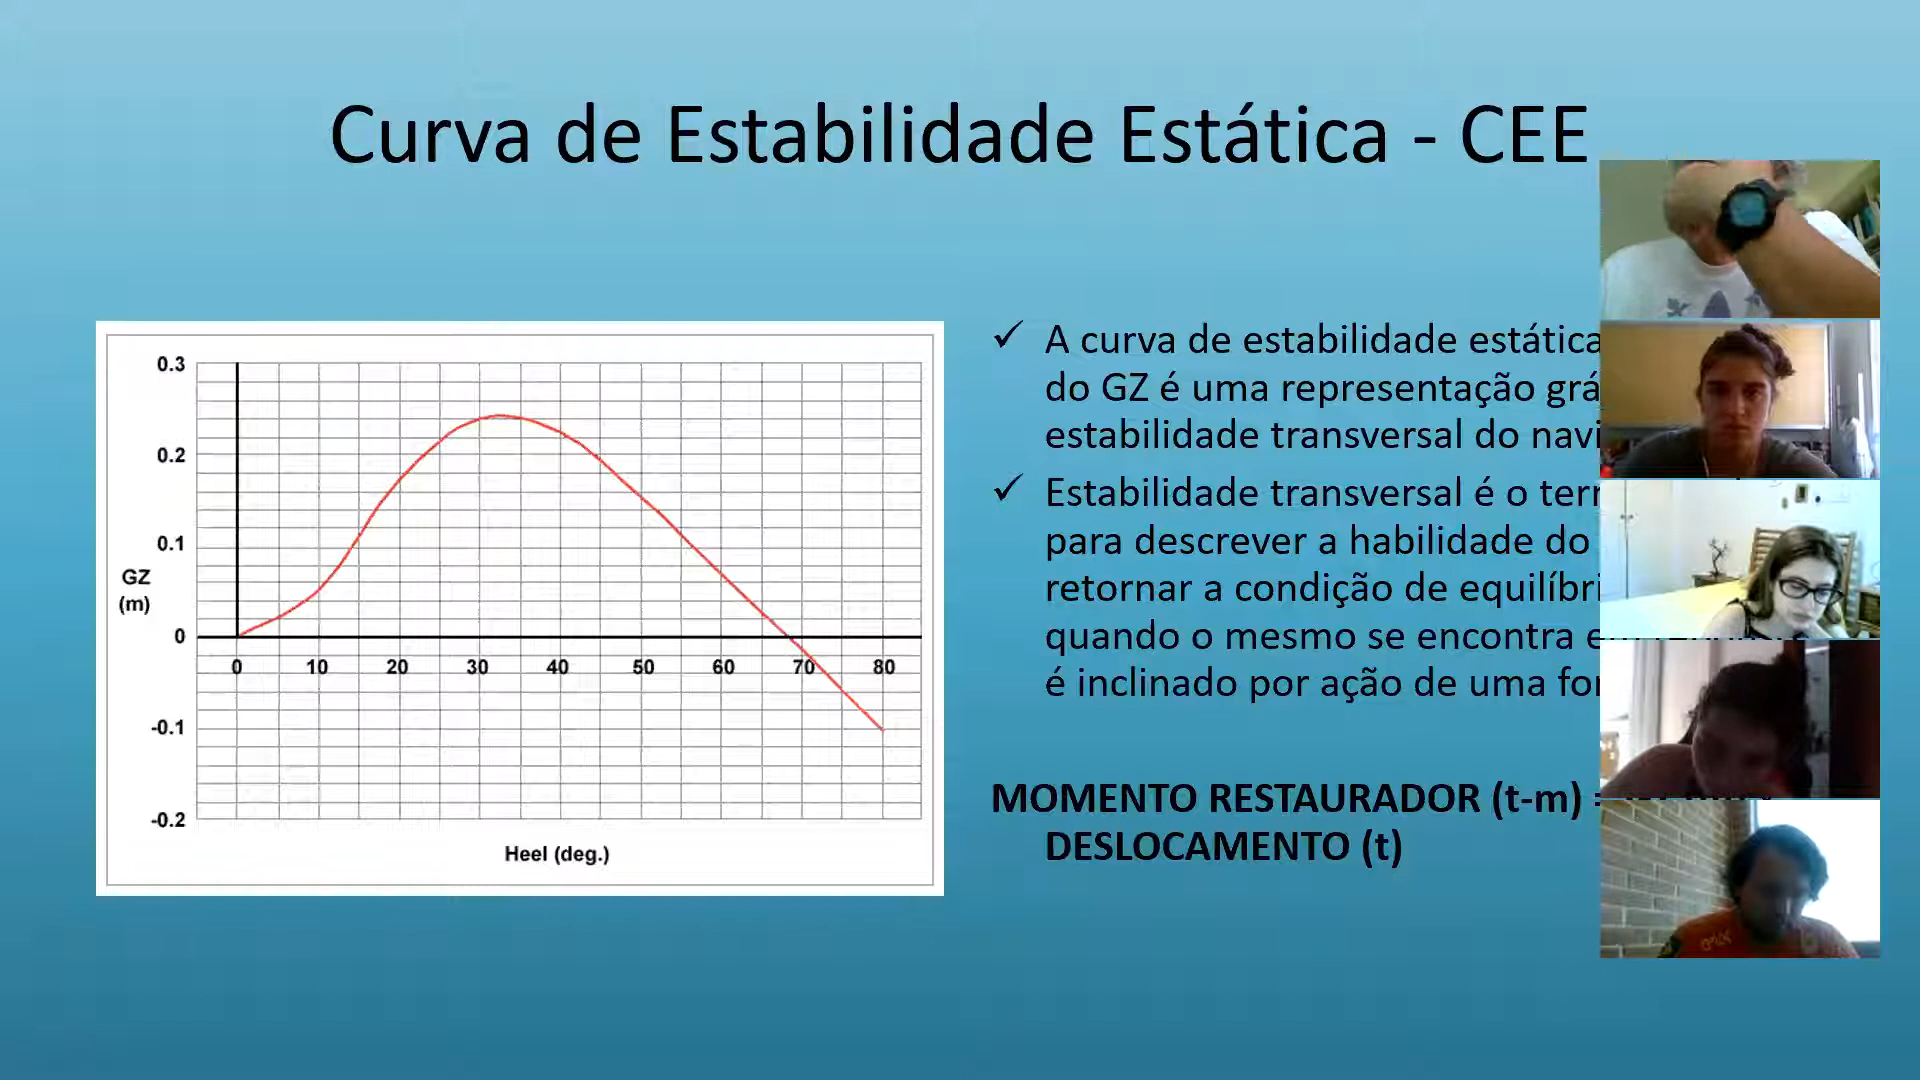 Curva de Estabilidade Estática - CEE
0.3
0.2
0.1
GZ
(m)
0
0 10 20 30 40 50 60 70 80
-0.1
-0.2
Heel (deg.)
✓ A curva de estabilidade estática
do GZ é uma representação grá
estabilidade transversal do navi
✓ Estabilidade transversal é o ter
para descrever a habilidade do
retornar a condição de equilíbri
quando o mesmo se encontra e
é inclinado por ação de uma for
MOMENTO RESTAURADOR (t-m) =
DESLOCAMENTO (t)